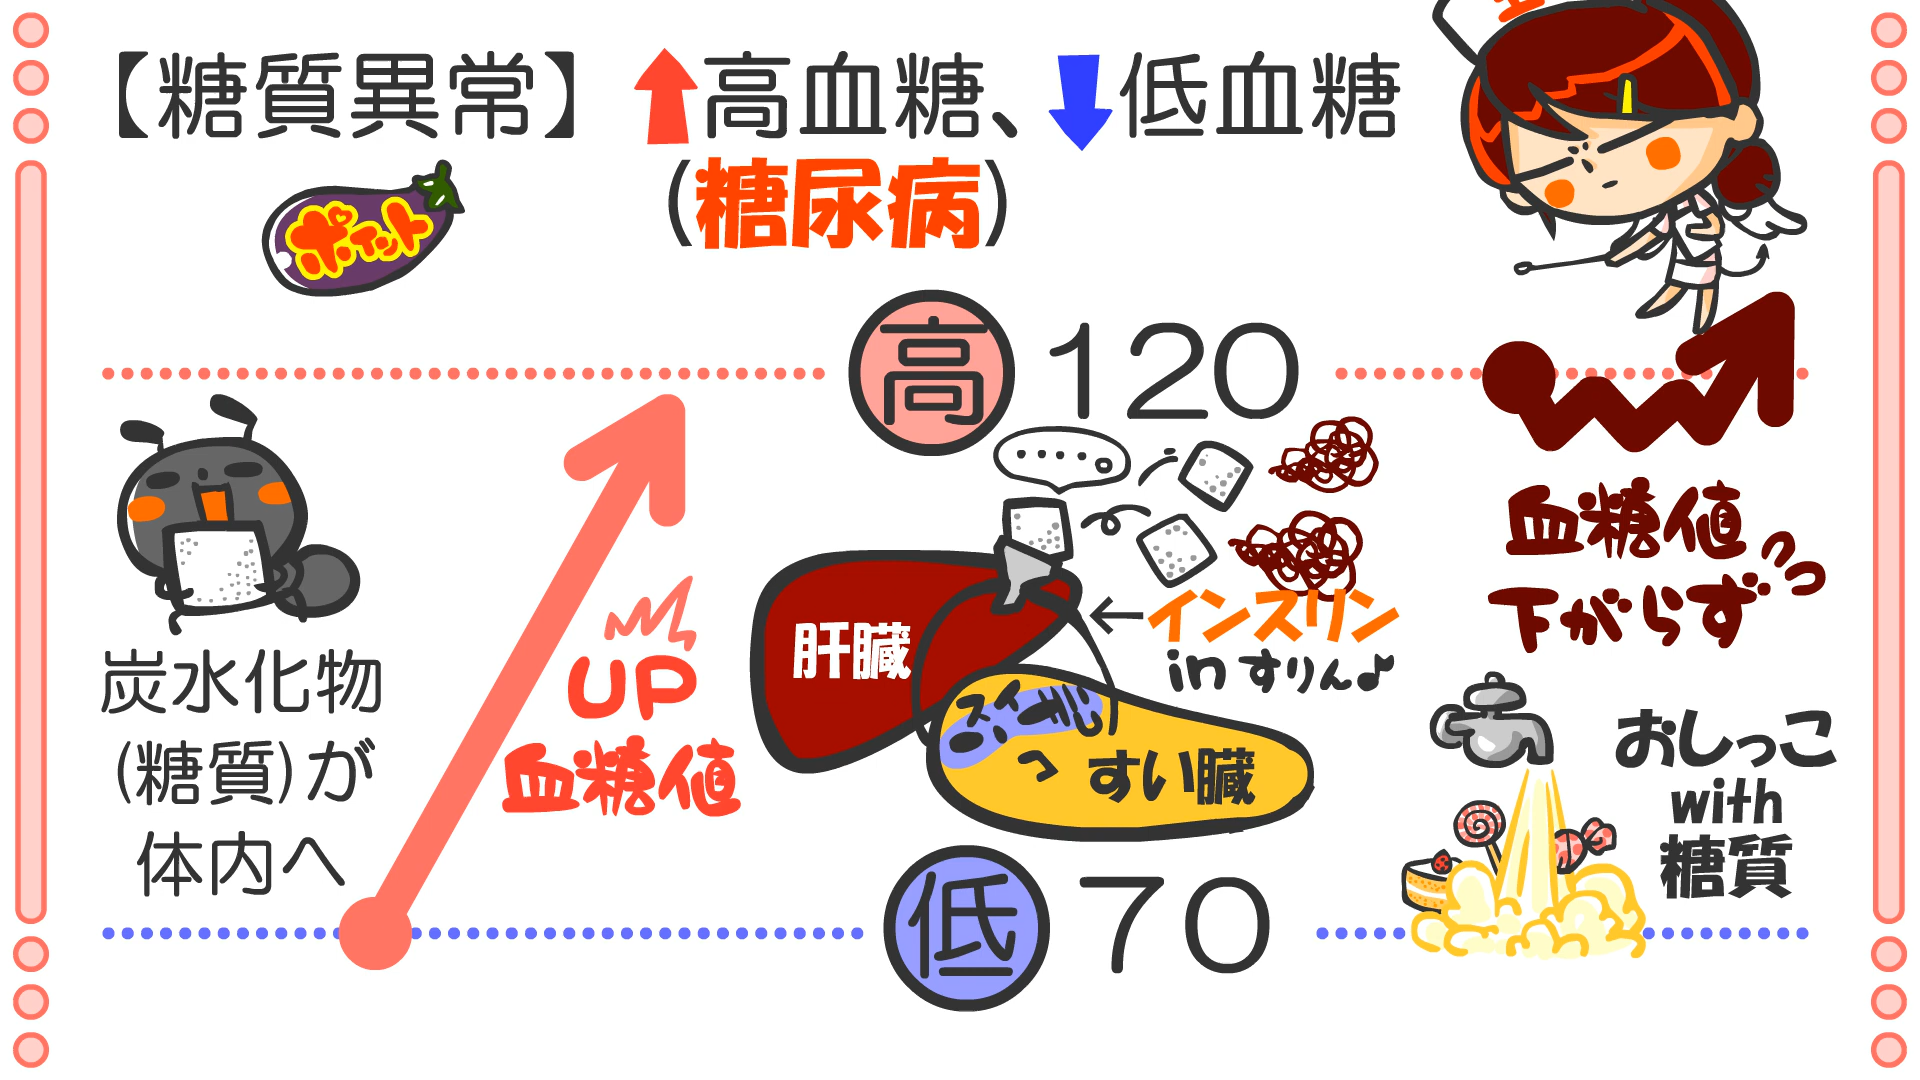 【糖質異常】 高血糖、 低血糖
(糖尿病)
ポイント
高 120
炭水化物
(糖質)が
体内へ
UP
血糖値
.....。
肝臓
インスリン
in すりん♪
すい臓
血糖値
下がらず
おしっこ
with
糖質
低 70